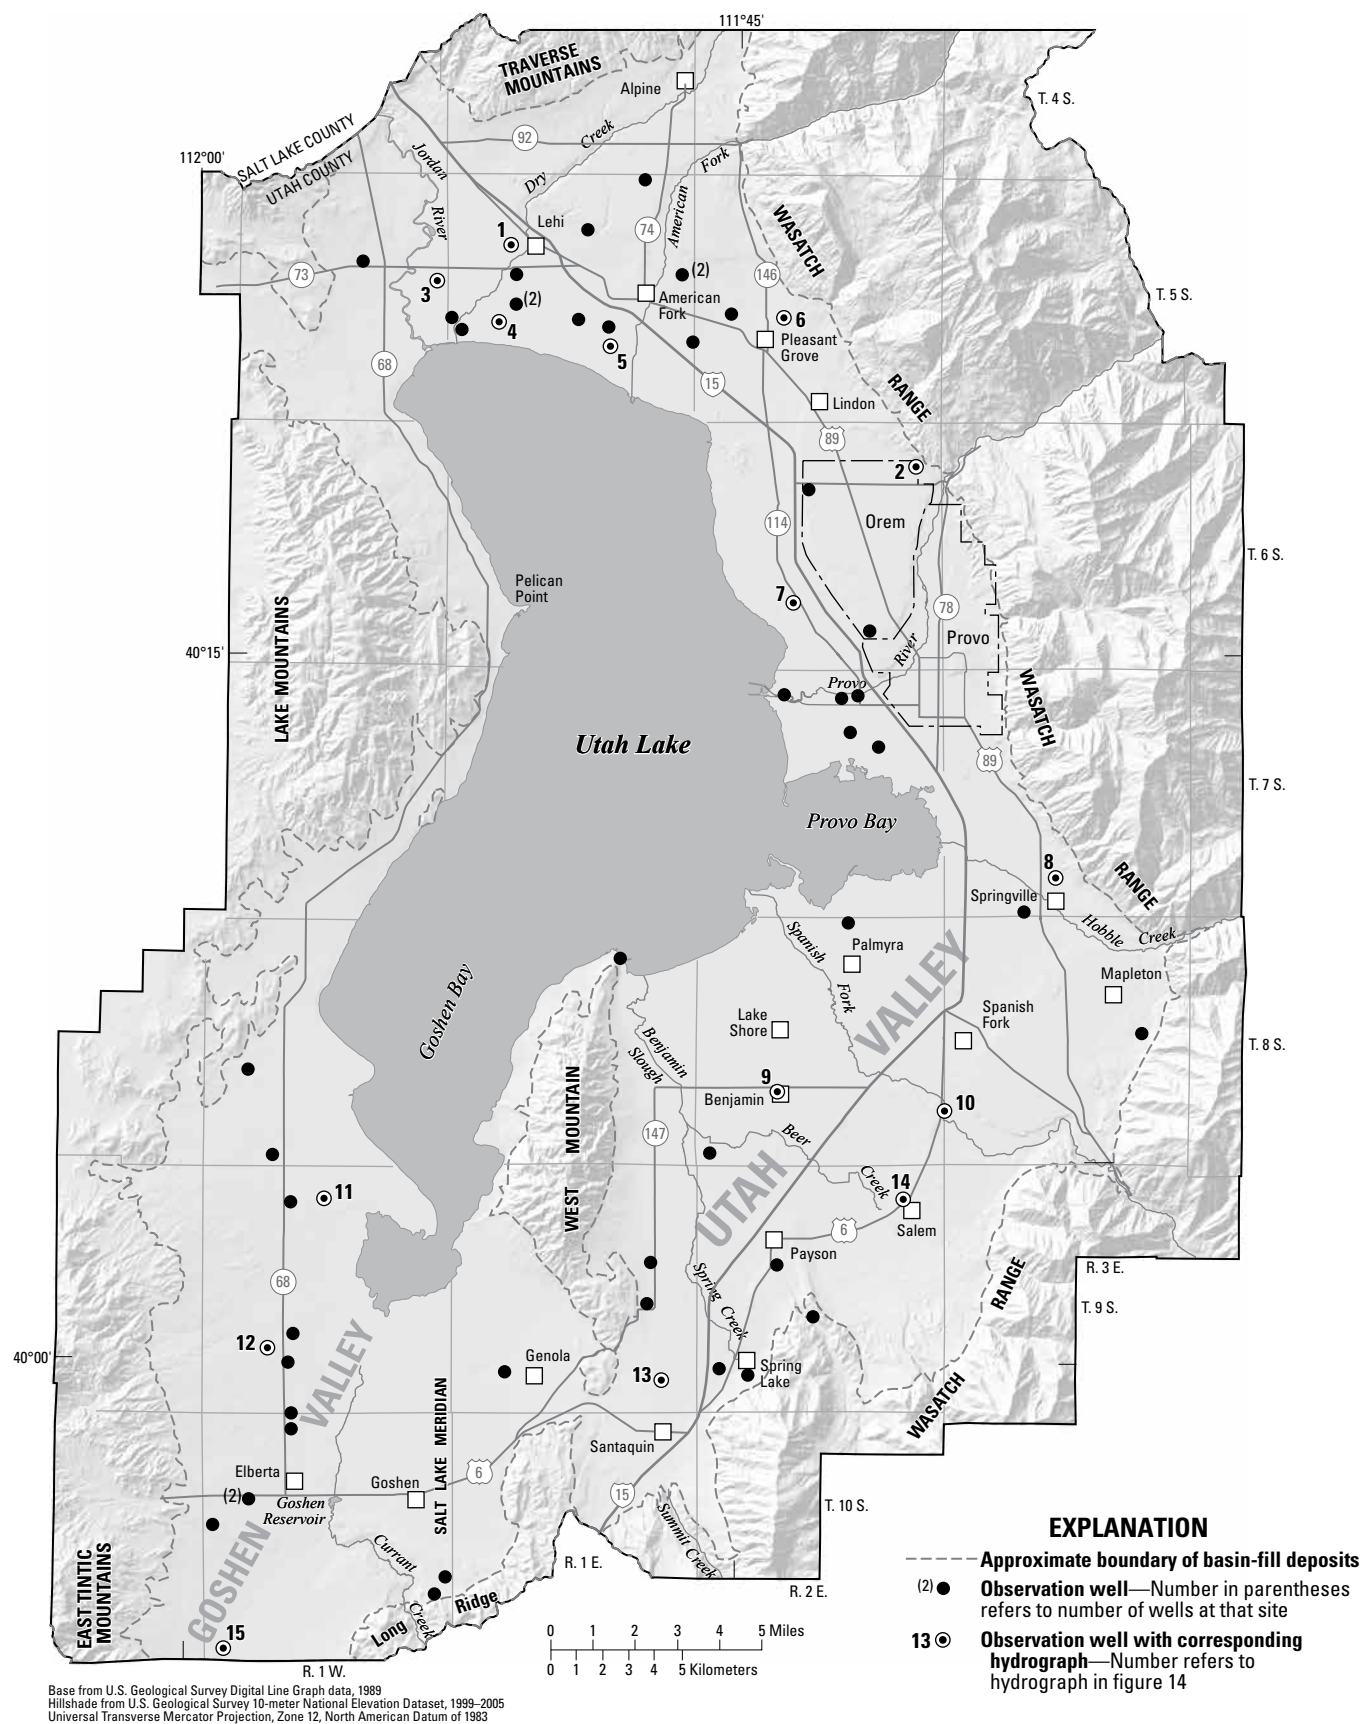 111°45'
TRAVERSE
MOUNTAINS
Alpine
T. 4 S.
SALT LAKE COUNTY
UTAH COUNTY
112°00'
92
Creek
Dry
Jordan
River
American
Fork
WASATCH
RANGE
1
Lehi
74
73
(2)
146
T. 5 S.
3
(2)
4
American
Fork
6
5
Pleasant
Grove
68
15
Lindon
89
2
Orem
114
T. 6 S.
Pelican
Point
7
78
Provo
River
Provo
40°15'
LAKE MOUNTAINS
WASATCH
RANGE
Utah Lake
89
T. 7 S.
Provo Bay
8
Springville
Hobble
Creek
Spanish
Fork
Palmyra
Mapleton
Goshen Bay
UTAH
VALLEY
Lake
Shore
Spanish
Fork
T. 8 S.
Benjamin
Slough
WEST MOUNTAIN
9
Benjamin
10
147
Beer
Creek
11
14
Salem
6
Payson
R. 3 E.
68
Spring
Creek
WASATCH
RANGE
T. 9 S.
12
40°00'
Genola
13
Spring
Lake
GOSHEN
VALLEY
SALT LAKE MERIDIAN
Santaquin
Elberta
Goshen
6
(2)
Goshen
Reservoir
15
T. 10 S.
Summit Creek
Currant
Creek
EAST TINTIC
MOUNTAINS
R. 1 E.
R. 2 E.
Long
Ridge
15
R. 1 W.
0 1 2 3 4 5 Miles
0 1 2 3 4 5 Kilometers
EXPLANATION
Approximate boundary of basin-fill deposits
(2) Observation well—Number in parentheses
refers to number of wells at that site
13 Observation well with corresponding
hydrograph—Number refers to
hydrograph in figure 14
Base from U.S. Geological Survey Digital Line Graph data, 1989
Hillshade from U.S. Geological Survey 10-meter National Elevation Dataset, 1999–2005
Universal Transverse Mercator Projection, Zone 12, North American Datum of 1983